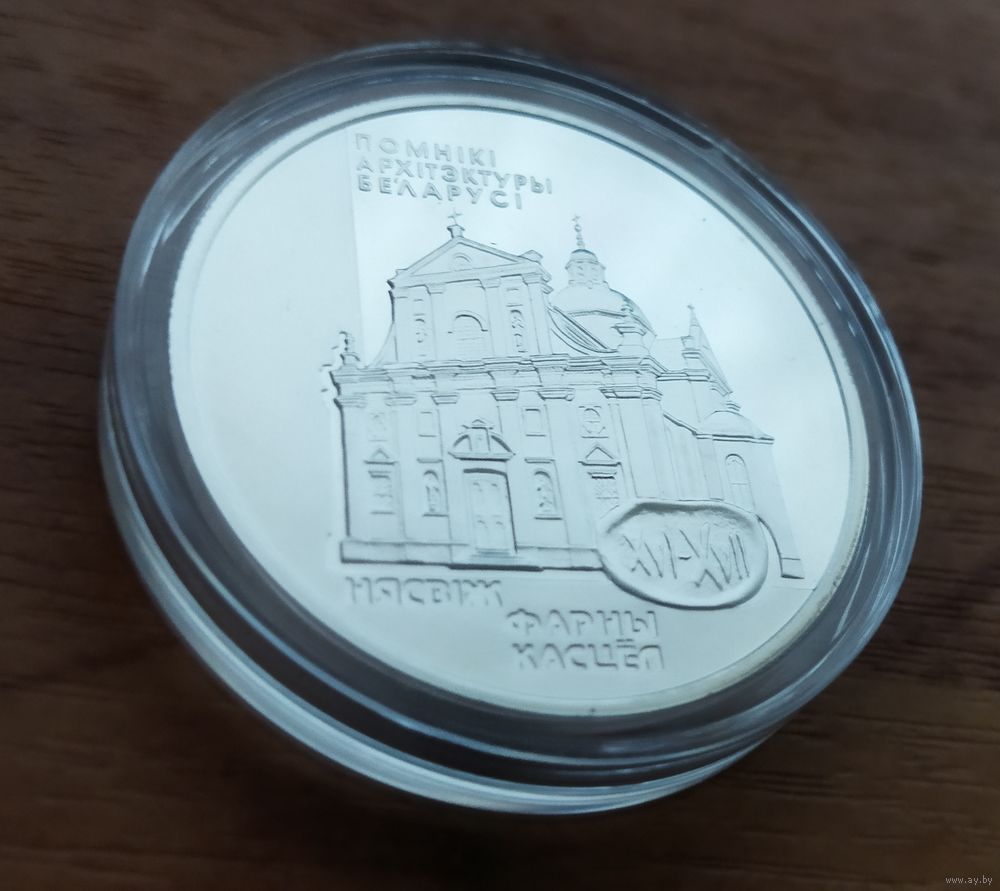 ПОМНІКІ
АРХІТЭКТУРЫ
БЕЛАРУСІ
XVI-XVII
НЯСВІЖ
ФАРНЫ
КАСЦЁЛ
www.ay.by